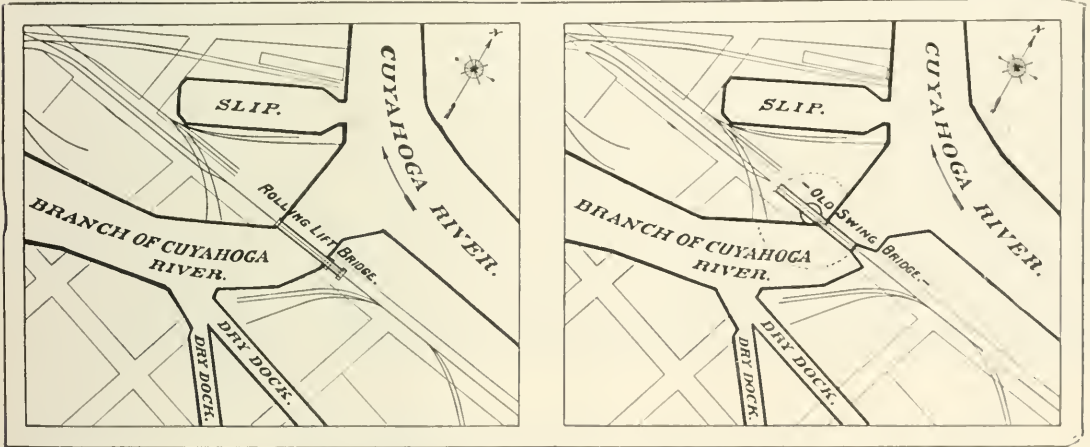 SLIP.
CUYAHOGA RIVER.
N
ROLLING LIFT BRIDGE.
BRANCH OF CUYAHOGA
RIVER.
DRY DOCK.
DRY DOCK.
SLIP.
CUYAHOGA RIVER.
N
-OLD SWING BRIDGE.-
BRANCH OF CUYAHOGA
RIVER.
DRY DOCK.
DRY DOCK.